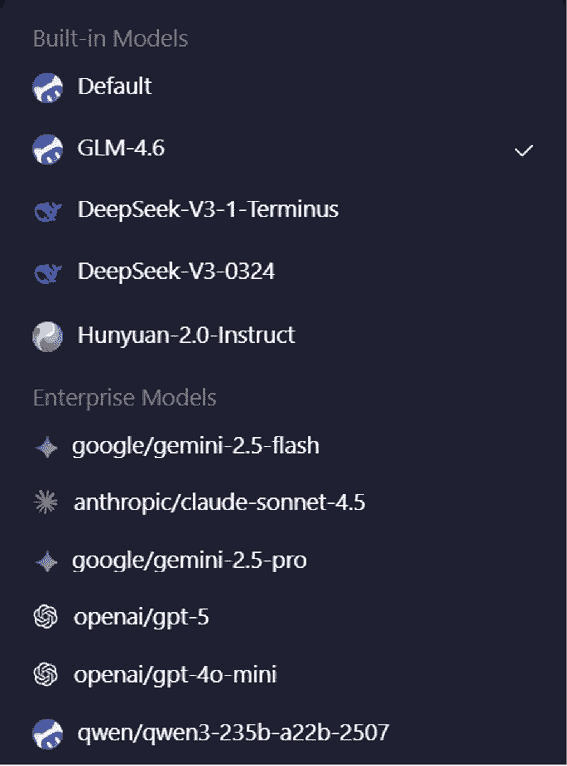 Built-in Models
Default
GLM-4.6
DeepSeek-V3-1-Terminus
DeepSeek-V3-0324
Hunyuan-2.0-Instruct
Enterprise Models
google/gemini-2.5-flash
anthropic/claude-sonnet-4.5
google/gemini-2.5-pro
openai/gpt-5
openai/gpt-4o-mini
qwen/qwen3-235b-a22b-2507